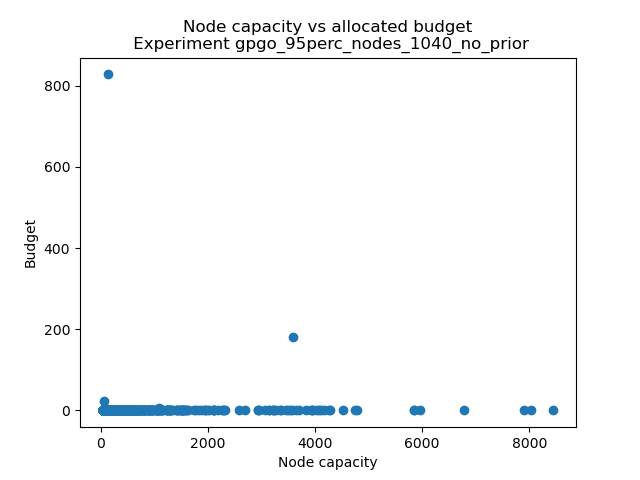 Node capacity vs allocated budget
Experiment gpgo_95perc_nodes_1040_no_prior
800
600
400
200
0
Budget
0 2000 4000 6000 8000
Node capacity